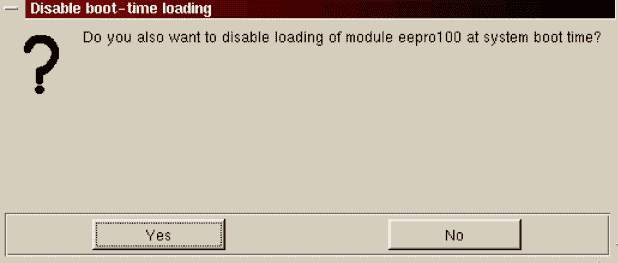 Disable boot-time loading
Do you also want to disable loading of module eepro100 at system boot time?
Yes
No